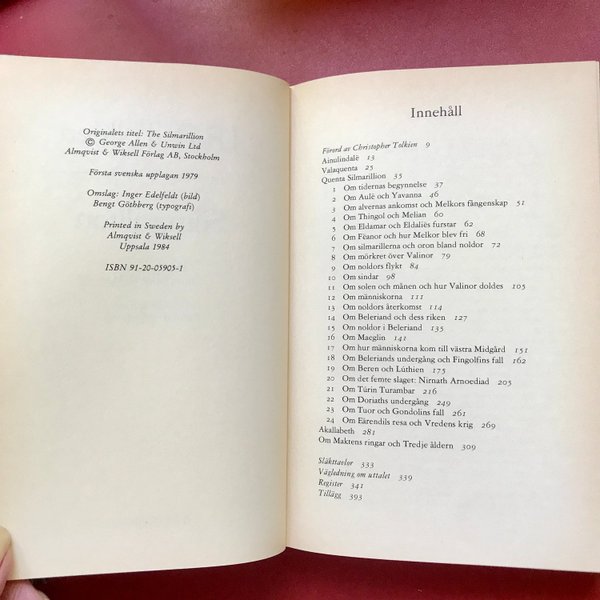 Originalets titel: The Silmarillion
© George Allen & Unwin Ltd
Almqvist & Wiksell Förlag AB, Stockholm
Första svenska upplagan 1979
Omslag: Inger Edelfeldt (bild)
Bengt Göthberg (typografi)
Printed in Sweden by
Almqvist & Wiksell
Uppsala 1984
ISBN 91-20-05905-1
Innehåll
Förord av Christopher Tolkien 9
Ainulindalë 13
Valaquenta 25
Quenta Silmarillion 35
1 Om tidernas begynnelse 37
2 Om Aulë och Yavanna 46
3 Om alvernas ankomst och Melkors fångenskap 51
4 Om Thingol och Melian 60
5 Om Eldamar och Eldaliës furstar 62
6 Om Fëanor och hur Melkor blev fri 68
7 Om silmarillerna och oron bland noldor 72
8 Om mörkret över Valinor 79
9 Om noldors flykt 84
10 Om sindar 98
11 Om solen och månen och hur Valinor doldes 105
12 Om människorna 111
13 Om noldors återkomst 114
14 Om Beleriand och dess riken 127
15 Om noldor i Beleriand 135
16 Om Maeglin 141
17 Om hur människorna kom till västra Midgård 151
18 Om Beleriands undergång och Fingolfins fall 162
19 Om Beren och Lúthien 175
20 Om det femte slaget: Nirnath Arnoediad 205
21 Om Túrin Turambar 216
22 Om Doriaths undergång 249
23 Om Tuor och Gondolins fall 261
24 Om Eärendils resa och Vredens krig 269
Akallabeth 281
Om Maktens ringar och Tredje åldern 309
Släkttavlor 333
Vägledning om uttalet 339
Register 341
Tillägg 393